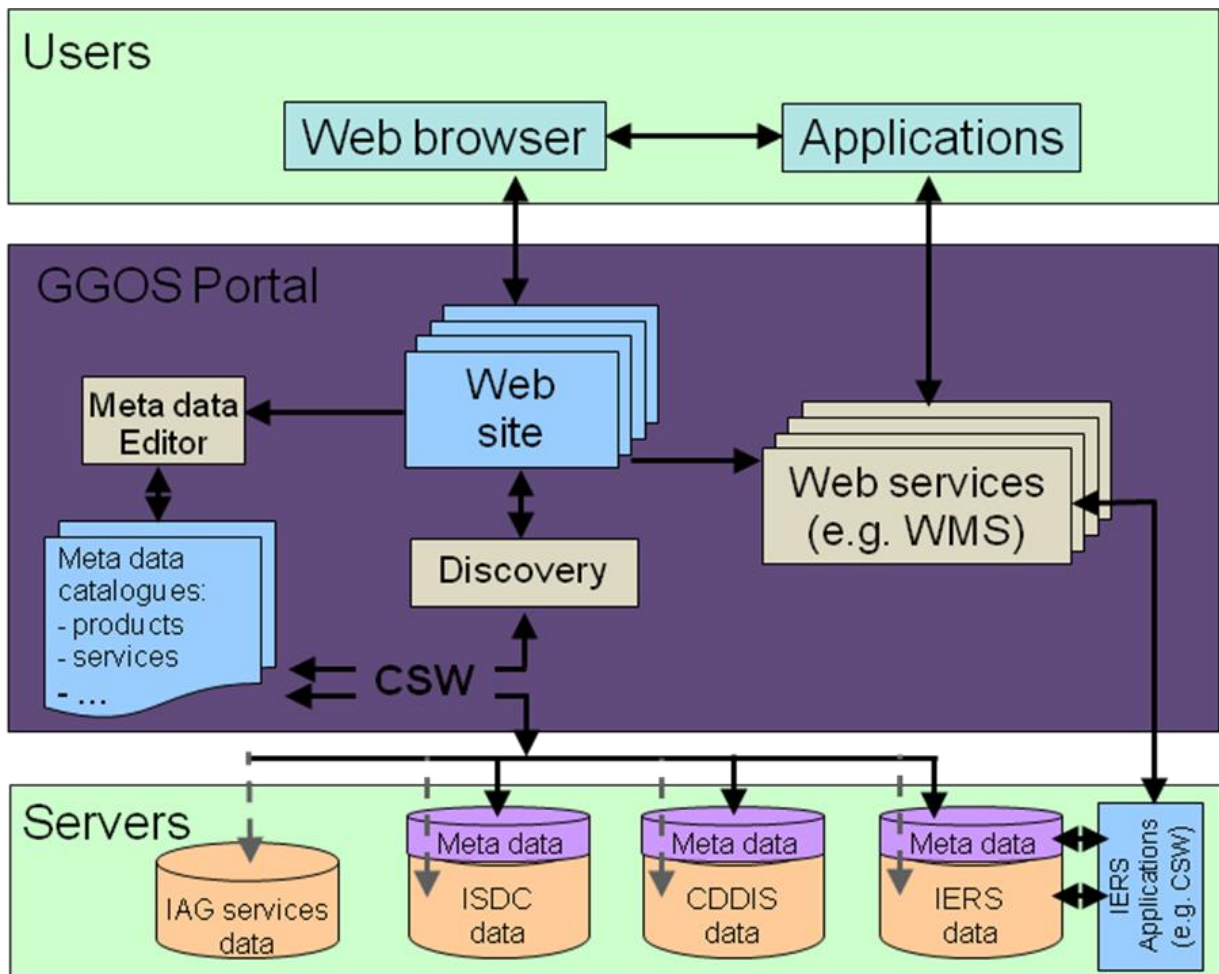 Users
Web browser
Applications
GGOS Portal
Web
site
Meta data
Editor
Web services
(e.g. WMS)
Discovery
Meta data
catalogues:
- products
- services
- ...
CSW
Servers
Meta data
Meta data
Meta data
IAG services
data
ISDC
data
CDDIS
data
IERS
data
IERS
Applications
(e.g. CSW)